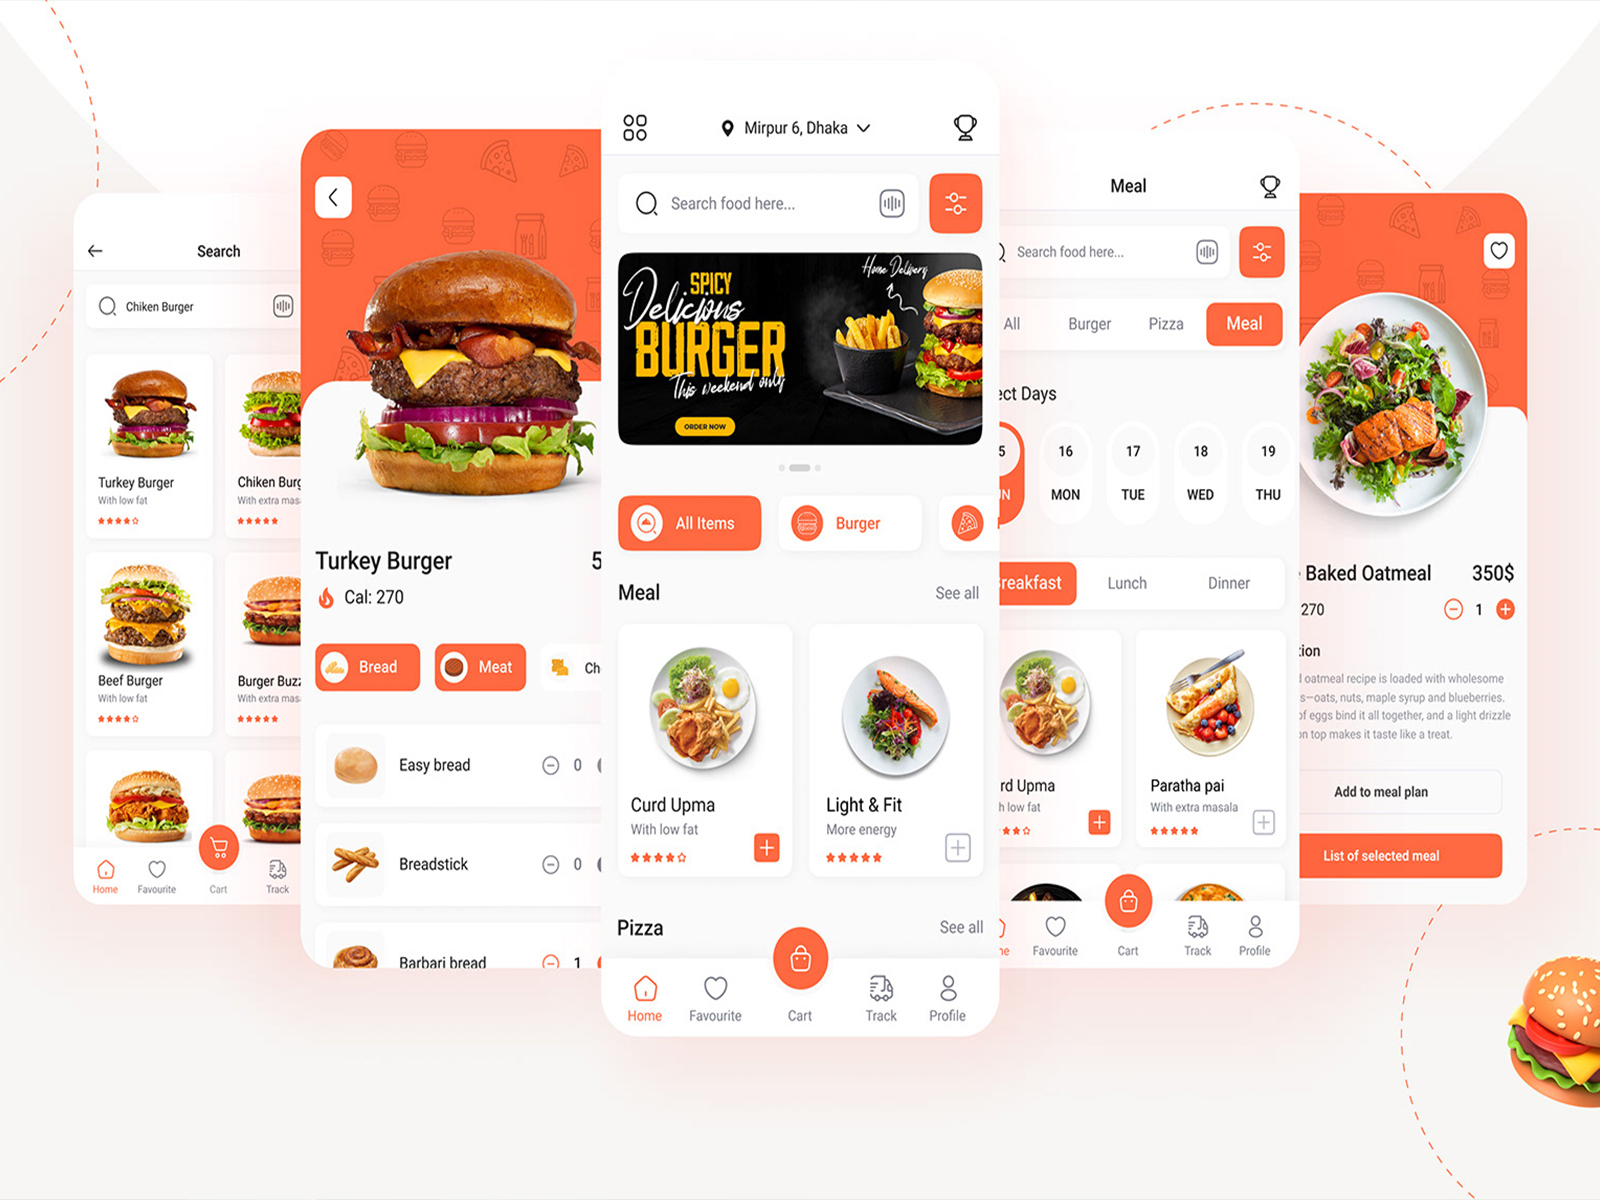 Search
Chiken Burger
Turkey Burger
With low fat
Chiken Burg
With extra mas
Beef Burger
With low fat
Burger Buzz
With extra mas
Home
Favourite
Cart
Track
Turkey Burger
5
Cal: 270
Bread
Meat
Ch
Easy bread
0
Breadstick
0
Barbari bread
1
Mirpur 6, Dhaka
Search food here...
Home Delivery
SPICY
Delicious
BURGER
This weekend only
ORDER NOW
All Items
Burger
Meal
See all
Curd Upma
With low fat
Light & Fit
More energy
Pizza
See all
Home
Favourite
Cart
Track
Profile
Meal
Search food here...
All
Burger
Pizza
Meal
ect Days
5
16
17
18
19
UN
MON
TUE
WED
THU
Breakfast
Lunch
Dinner
rd Upma
h low fat
Paratha pai
With extra masala
me
Favourite
Cart
Track
Profile
Baked Oatmeal
350$
270
1
tion
l oatmeal recipe is loaded with wholesome
s—oats, nuts, maple syrup and blueberries.
of eggs bind it all together, and a light drizzle
on top makes it taste like a treat.
Add to meal plan
List of selected meal